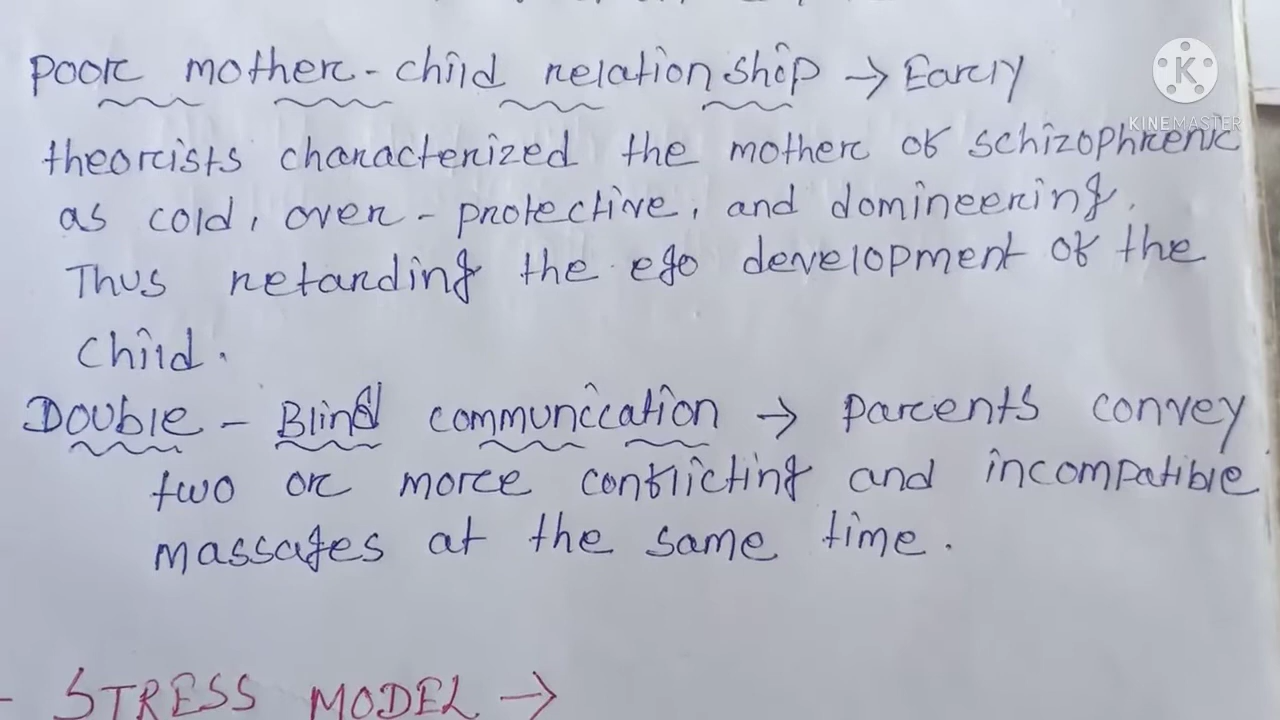 Poor mother-child relationship → Early
KINEMASTER
theorists characterized the mother of schizophrenic
as cold, over-protective, and domineering.
Thus retarding the ego development of the
child.
Double-Blind communication → Parents convey
two or more conflicting and incompatible
massages at the same time.
- STRESS MODEL →